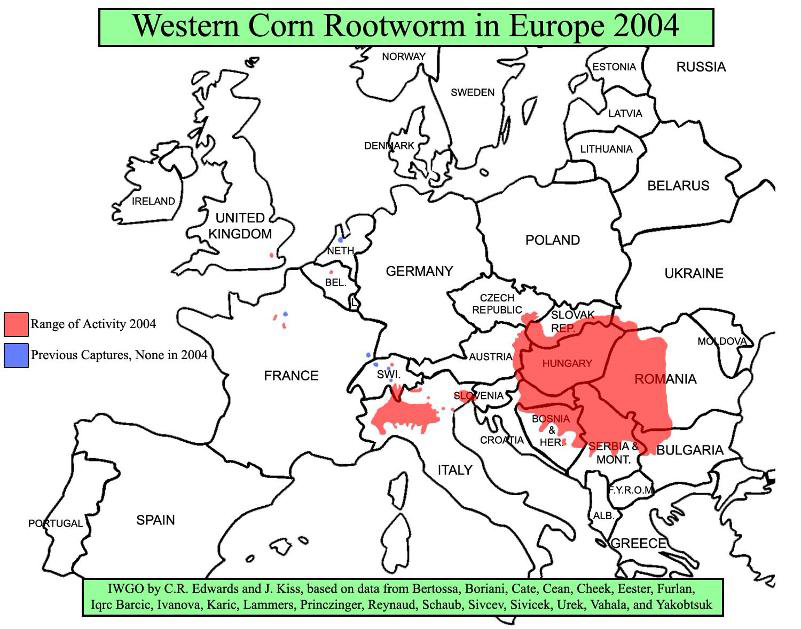 Western Corn Rootworm in Europe 2004
NORWAY
ESTONIA
RUSSIA
SWEDEN
LATVIA
DENMARK
LITHUANIA
BELARUS
IRELAND
UNITED
KINGDOM
NETH
POLAND
GERMANY
UKRAINE
BEL.
L
CZECH
REPUBLIC
SLOVAK
REP.
Range of Activity 2004
MOLDOVA
Previous Captures, None in 2004
AUSTRIA
HUNGARY
FRANCE
SWI.
ROMANIA
SLOVENIA
BOSNIA
&
HER.
CROATIA
SERBIA &
MONT.
BULGARIA
ITALY
F.Y.R.O.M.
PORTUGAL
SPAIN
ALB.
GREECE
IWGO by C.R. Edwards and J. Kiss, based on data from Bertossa, Boriani, Cate, Cean, Cheek, Eester, Furlan,
Iqrc Barcic, Ivanova, Karic, Lammers, Princzinger, Reynaud, Schaub, Sivcev, Sivicek, Urek, Vahala, and Yakobtsuk